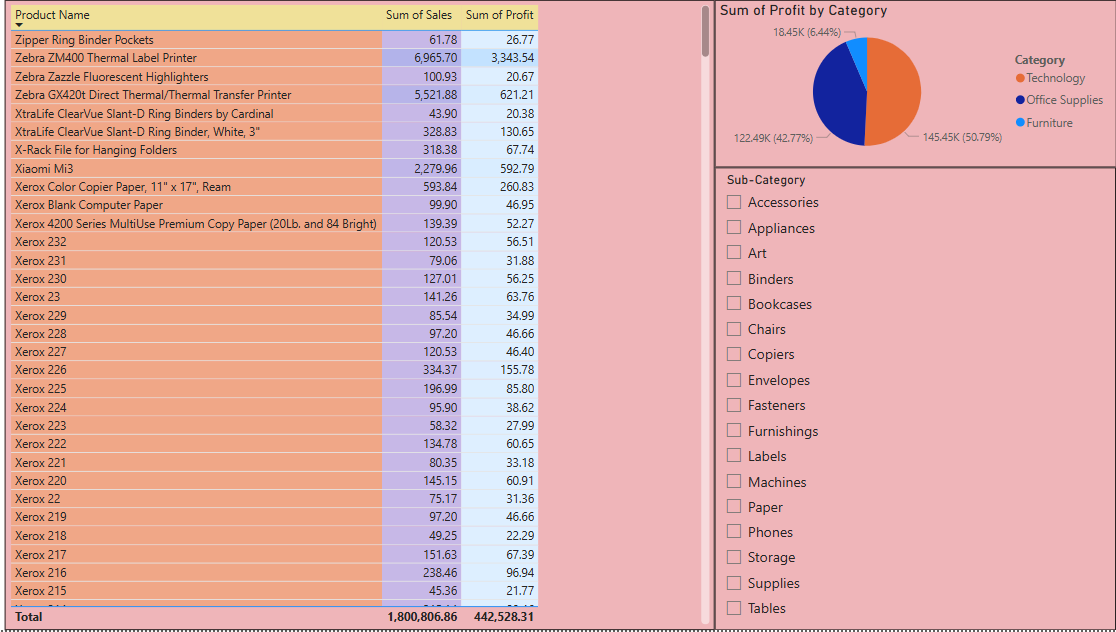 Product Name Sum of Sales Sum of Profit
Zipper Ring Binder Pockets 61.78 26.77
Zebra ZM400 Thermal Label Printer 6,965.70 3,343.54
Zebra Zazzle Fluorescent Highlighters 100.93 20.67
Zebra GX420t Direct Thermal/Thermal Transfer Printer 5,521.88 621.21
XtraLife ClearVue Slant-D Ring Binders by Cardinal 43.90 20.38
XtraLife ClearVue Slant-D Ring Binder, White, 3" 328.83 130.65
X-Rack File for Hanging Folders 318.38 67.74
Xiaomi Mi3 2,279.96 592.79
Xerox Color Copier Paper, 11" x 17", Ream 593.84 260.83
Xerox Blank Computer Paper 99.90 46.95
Xerox 4200 Series MultiUse Premium Copy Paper (20Lb. and 84 Bright) 139.39 52.27
Xerox 232 120.53 56.51
Xerox 231 79.06 31.88
Xerox 230 127.01 56.25
Xerox 23 141.26 63.76
Xerox 229 85.54 34.99
Xerox 228 97.20 46.66
Xerox 227 120.53 46.40
Xerox 226 334.37 155.78
Xerox 225 196.99 85.80
Xerox 224 95.90 38.62
Xerox 223 58.32 27.99
Xerox 222 134.78 60.65
Xerox 221 80.35 33.18
Xerox 220 145.15 60.91
Xerox 22 75.17 31.36
Xerox 219 97.20 46.66
Xerox 218 49.25 22.29
Xerox 217 151.63 67.39
Xerox 216 238.46 96.94
Xerox 215 45.36 21.77
Total 1,800,806.86 442,528.31
Sum of Profit by Category
18.45K (6.44%)
122.49K (42.77%)
145.45K (50.79%)
Category
Technology
Office Supplies
Furniture
Sub-Category
Accessories
Appliances
Art
Binders
Bookcases
Chairs
Copiers
Envelopes
Fasteners
Furnishings
Labels
Machines
Paper
Phones
Storage
Supplies
Tables